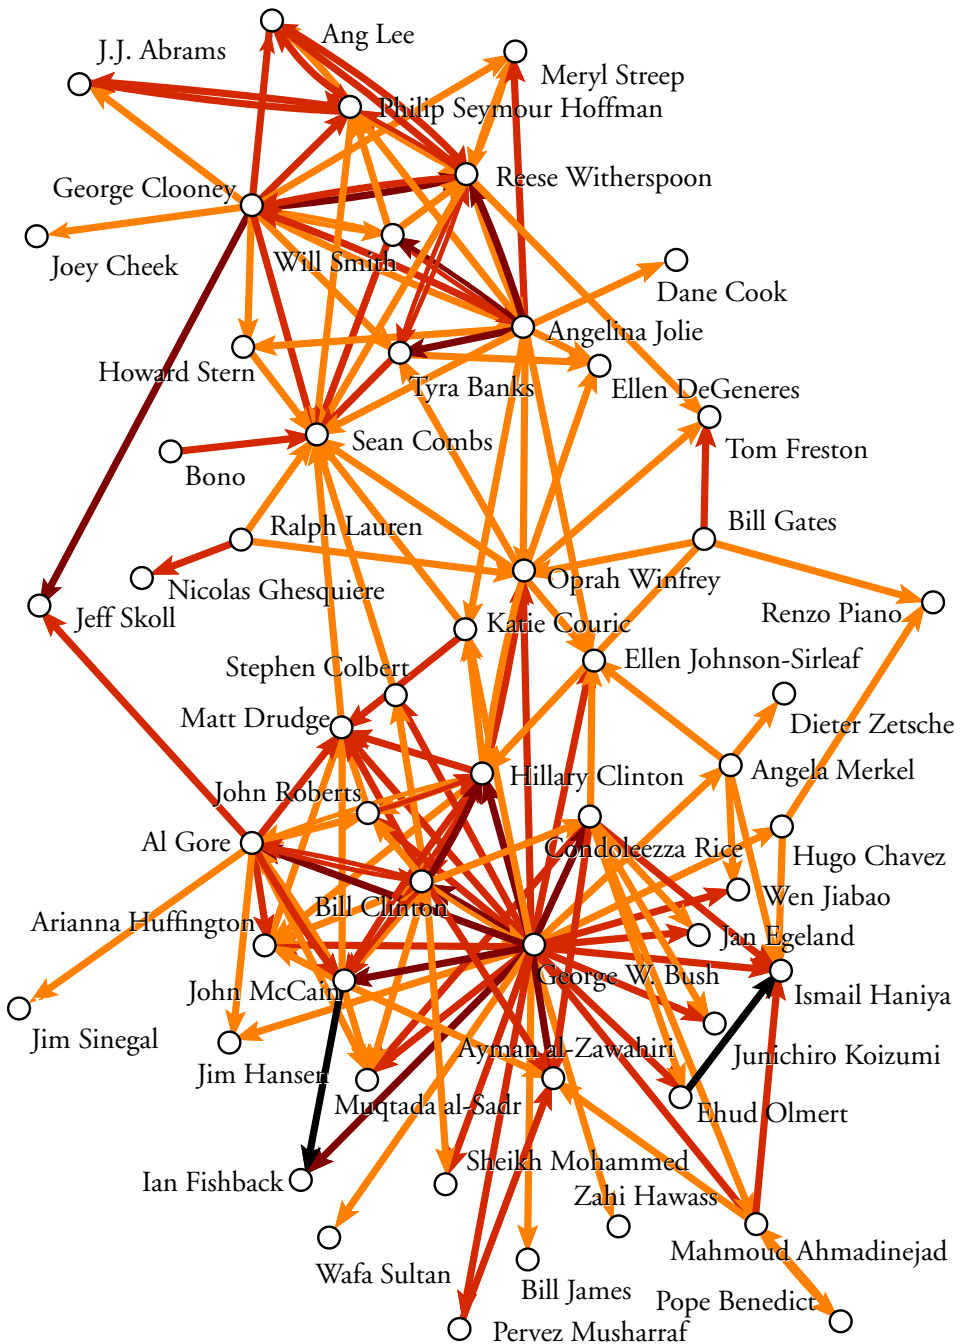 Ang Lee
J.J. Abrams
Meryl Streep
Philip Seymour Hoffman
Reese Witherspoon
George Clooney
Joey Cheek
Will Smith
Dane Cook
Angelina Jolie
Howard Stern
Tyra Banks
Ellen DeGeneres
Sean Combs
Tom Freston
Bono
Bill Gates
Ralph Lauren
Oprah Winfrey
Nicolas Ghesquiere
Renzo Piano
Jeff Skoll
Katie Couric
Ellen Johnson-Sirleaf
Stephen Colbert
Matt Drudge
Dieter Zetsche
Hillary Clinton
Angela Merkel
John Roberts
Al Gore
Condoleezza Rice
Hugo Chavez
Wen Jiabao
Bill Clinton
Arianna Huffington
Jan Egeland
George W. Bush
John McCain
Ismail Haniya
Jim Sinegal
Ayman al-Zawahiri
Junichiro Koizumi
Jim Hansen
Muqtada al-Sadr
Ehud Olmert
Sheikh Mohammed
Ian Fishback
Zahi Hawass
Mahmoud Ahmadinejad
Wafa Sultan
Bill James
Pope Benedict
Pervez Musharraf